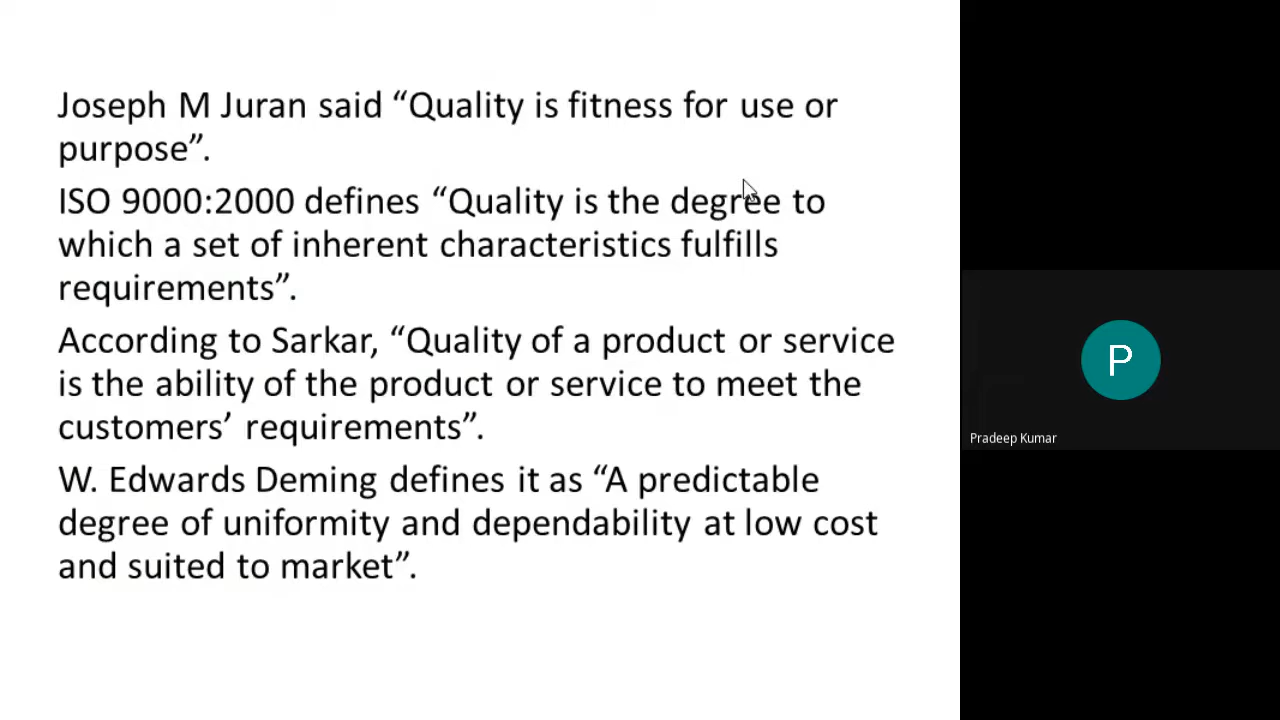 Joseph M Juran said “Quality is fitness for use or
purpose”.
ISO 9000:2000 defines “Quality is the degree to
which a set of inherent characteristics fulfills
requirements”.
According to Sarkar, “Quality of a product or service
is the ability of the product or service to meet the
customers’ requirements”.
W. Edwards Deming defines it as “A predictable
degree of uniformity and dependability at low cost
and suited to market”.
P
Pradeep Kumar